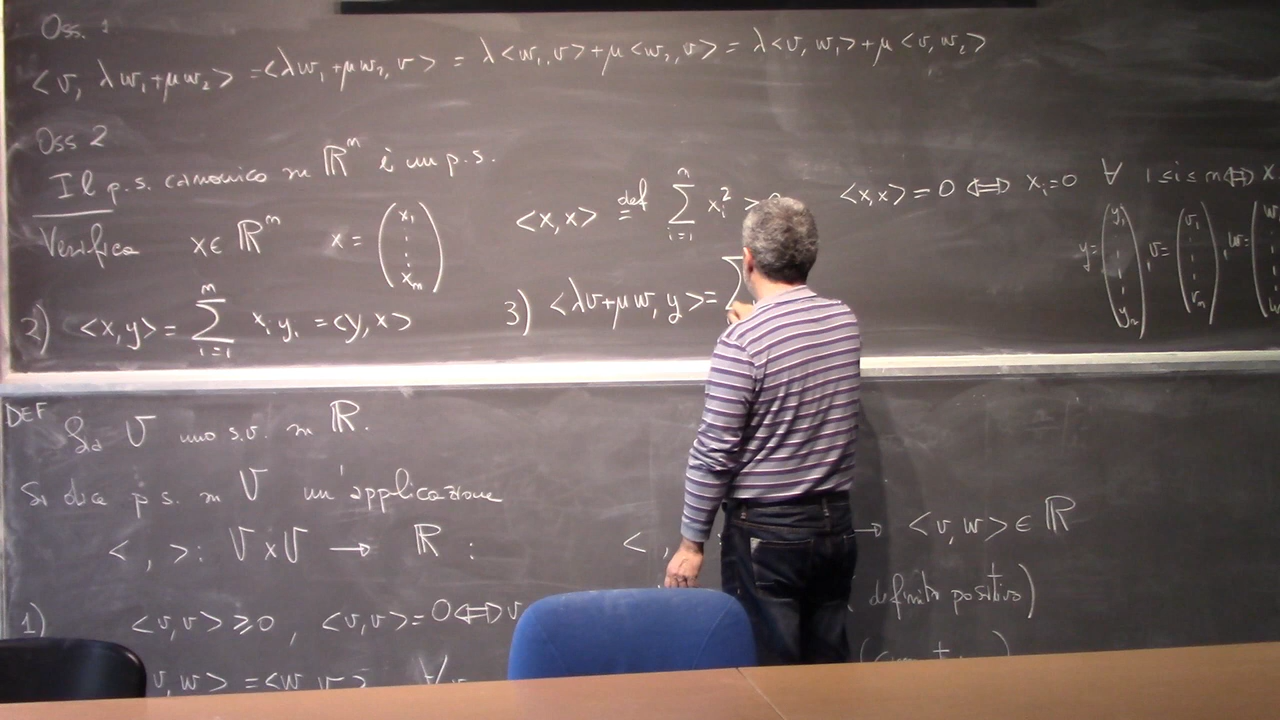 Oss. 1
<v, λw₁+μw₂> =<λw₁+μw₂, v> = λ<w₁,v>+μ<w₂,v> = λ<v,w₁>+μ<v,w₂>
Oss 2
Il p.s. canonico in ℝⁿ è un p.s.
Verifica x∈ℝⁿ x= (x₁ ⋮ xₙ)
<x,x> def= ∑ᵢ₌₁ⁿ xᵢ² >
<x,x>=0 ⟺ xᵢ=0 ∀ 1≤i≤n ⟺ x
y= (y₁ ⋮ yₙ), v= (v₁ ⋮ vₙ), w= (w
2) <x,y>= ∑ᵢ₌₁ⁿ xᵢyᵢ =<y,x>
3) <λv+μw, y>= ∑
DEF Sia V uno s.v. in ℝ.
Si dice p.s. in V un'applicazione
< , >: V×V → ℝ : < , → <v,w>∈ℝ
1) <v,v>≥0, <v,v>=0⟺v (definito positivo)
v,w>=<w,v> ∀v